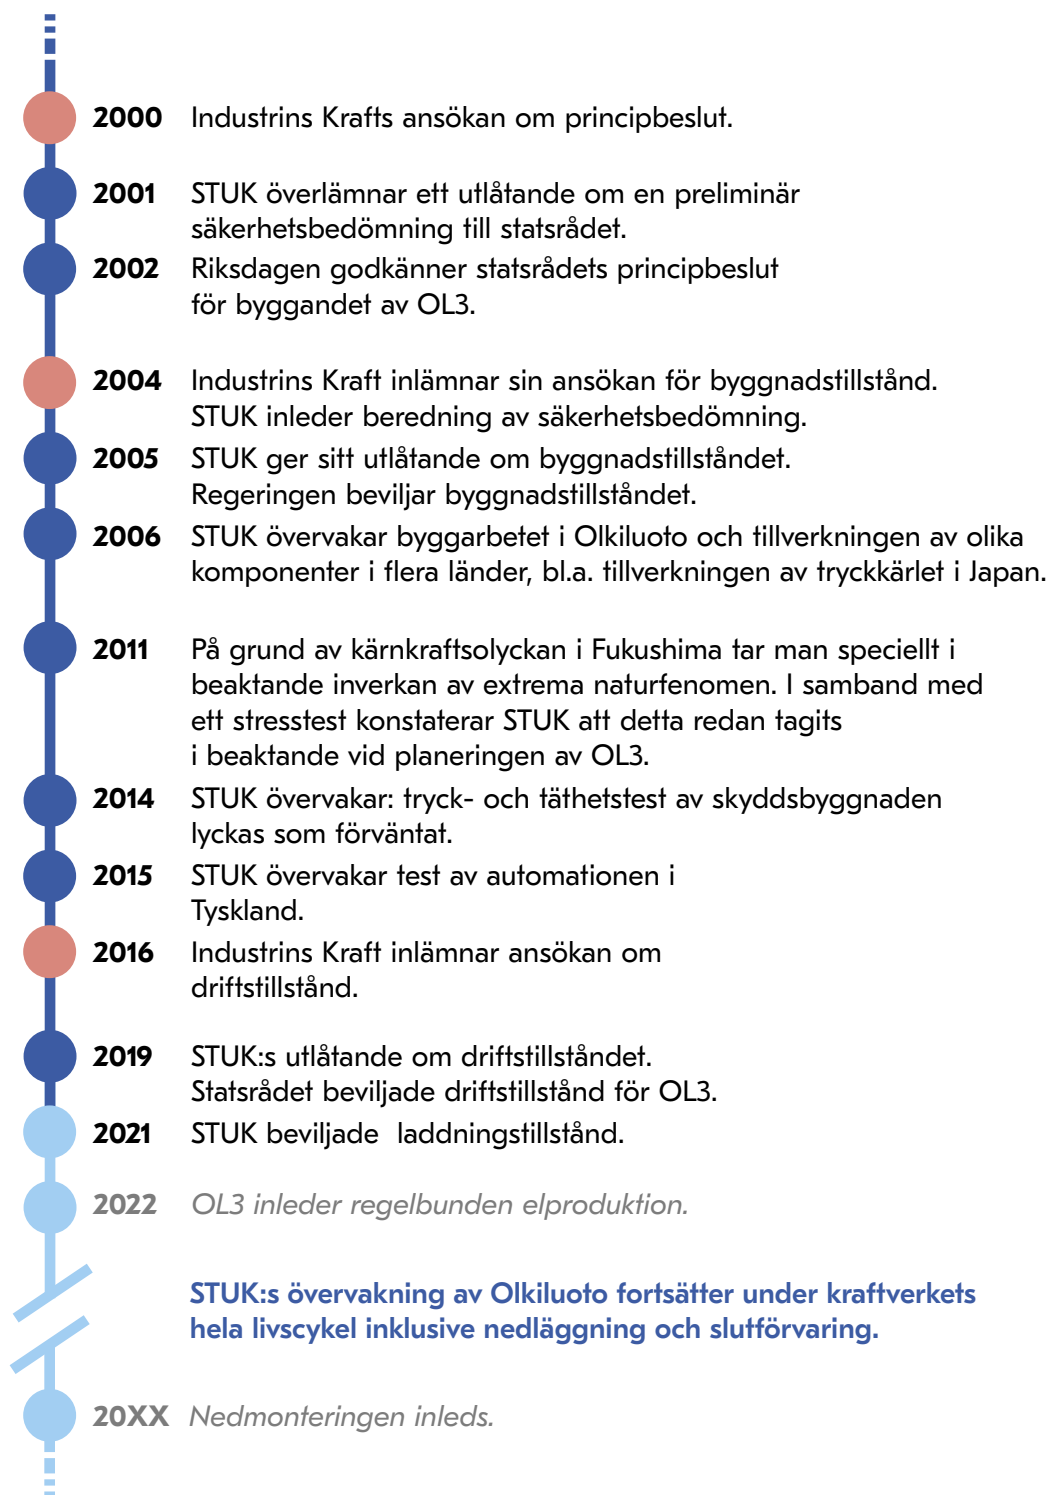 2000 Industrins Krafts ansökan om principbeslut.
2001 STUK överlämnar ett utlåtande om en preliminär
säkerhetsbedömning till statsrådet.
2002 Riksdagen godkänner statsrådets principbeslut
för byggandet av OL3.
2004 Industrins Kraft inlämnar sin ansökan för byggnadstillstånd.
STUK inleder beredning av säkerhetsbedömning.
2005 STUK ger sitt utlåtande om byggnadstillståndet.
Regeringen beviljar byggnadstillståndet.
2006 STUK övervakar byggarbetet i Olkiluoto och tillverkningen av olika
komponenter i flera länder, bl.a. tillverkningen av tryckkärlet i Japan.
2011 På grund av kärnkraftsolyckan i Fukushima tar man speciellt i
beaktande inverkan av extrema naturfenomen. I samband med
ett stresstest konstaterar STUK att detta redan tagits
i beaktande vid planeringen av OL3.
2014 STUK övervakar: tryck- och täthetstest av skyddsbyggnaden
lyckas som förväntat.
2015 STUK övervakar test av automationen i
Tyskland.
2016 Industrins Kraft inlämnar ansökan om
driftstillstånd.
2019 STUK:s utlåtande om driftstillståndet.
Statsrådet beviljade driftstillstånd för OL3.
2021 STUK beviljade laddningstillstånd.
2022 OL3 inleder regelbunden elproduktion.
STUK:s övervakning av Olkiluoto fortsätter under kraftverkets
hela livscykel inklusive nedläggning och slutförvaring.
20XX Nedmonteringen inleds.